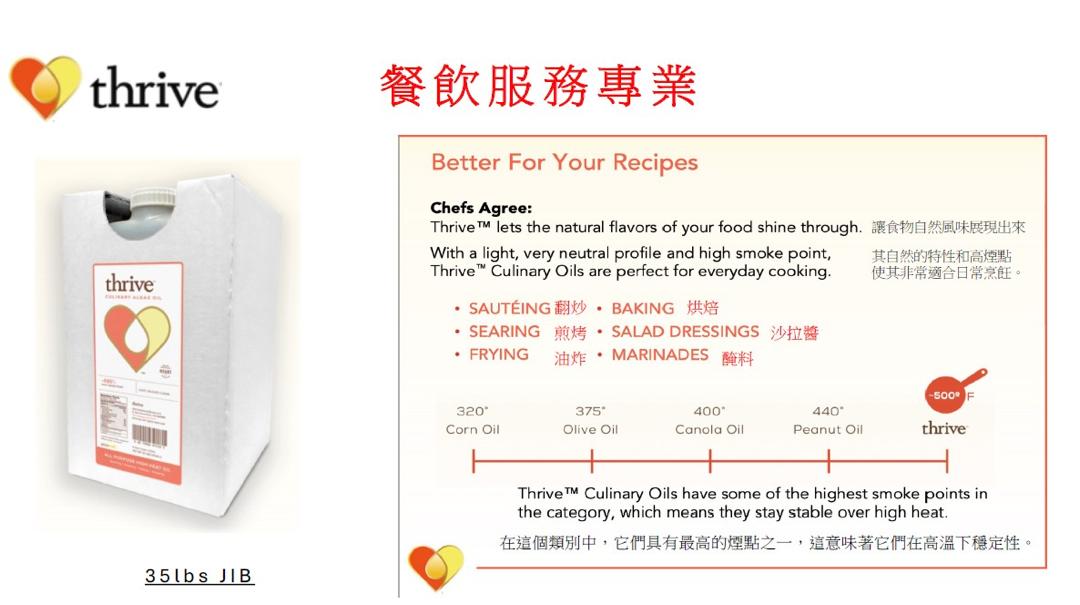 thrive
餐飲服務專業
thrive
CULINARY ALGAE OIL
ALL PURPOSE HIGH HEAT OIL
35lbs JIB
Better For Your Recipes
Chefs Agree:
Thrive™ lets the natural flavors of your food shine through. 讓食物自然風味展現出來
With a light, very neutral profile and high smoke point, 其自然的特性和高煙點
Thrive™ Culinary Oils are perfect for everyday cooking. 使其非常適合日常烹飪。
• SAUTÉING 翻炒 • BAKING 烘焙
• SEARING 煎烤 • SALAD DRESSINGS 沙拉醬
• FRYING 油炸 • MARINADES 醃料
320° 375° 400° 440° ~500° F
Corn Oil Olive Oil Canola Oil Peanut Oil thrive
Thrive™ Culinary Oils have some of the highest smoke points in
the category, which means they stay stable over high heat.
在這個類別中，它們具有最高的煙點之一，這意味著它們在高溫下穩定性。